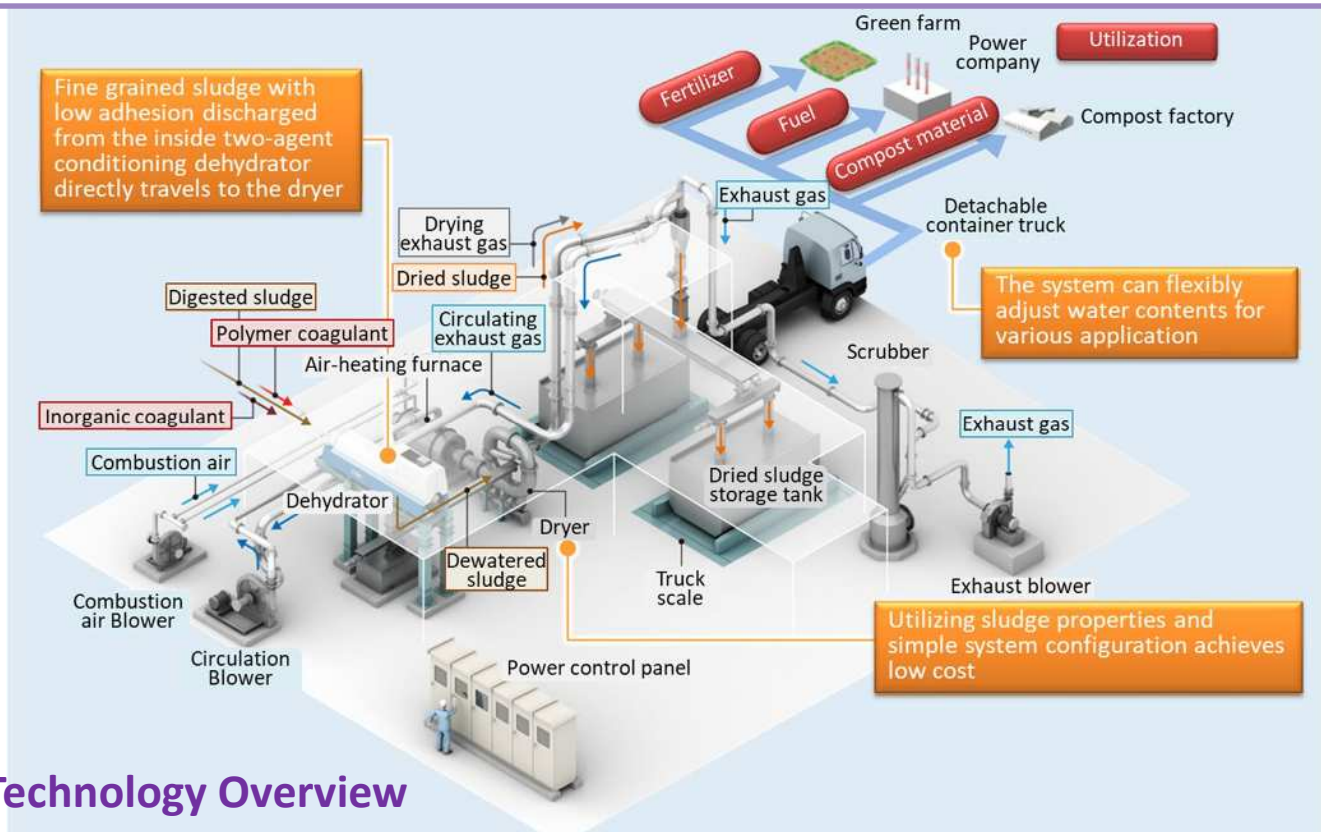 Green farm
Power
company
Utilization
Fine grained sludge with
low adhesion discharged
from the inside two-agent
conditioning dehydrator
directly travels to the dryer
Fertilizer
Fuel
Compost material
Compost factory
Exhaust gas
Drying
exhaust gas
Detachable
container truck
Dried sludge
The system can flexibly
adjust water contents for
various application
Digested sludge
Polymer coagulant
Circulating
exhaust gas
Air-heating furnace
Scrubber
Inorganic coagulant
Exhaust gas
Combustion air
Dried sludge
storage tank
Dehydrator
Dryer
Dewatered
sludge
Truck
scale
Exhaust blower
Combustion
air Blower
Circulation
Blower
Utilizing sludge properties and
simple system configuration achieves
low cost
Power control panel
Technology Overview